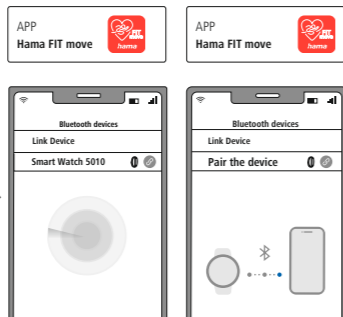 APP
Hama FIT move
FIT
MOVE
hama
APP
Hama FIT move
FIT
MOVE
hama
Bluetooth devices
Link Device
Smart Watch 5010
Bluetooth devices
Link Device
Pair the device